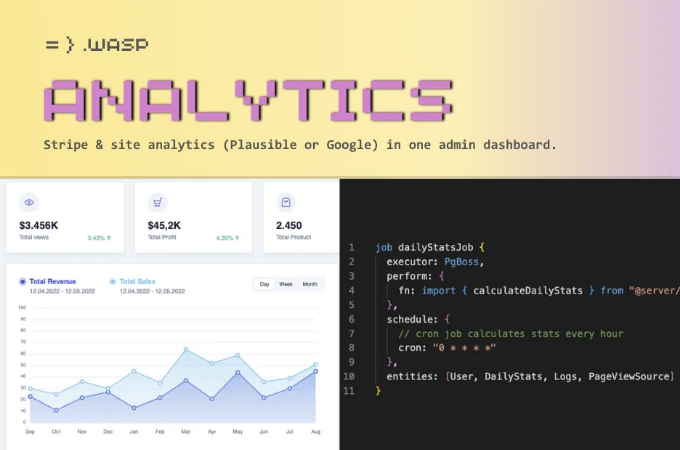 = } .WASP
ANALYTICS
Stripe & site analytics (Plausible or Google) in one admin dashboard.
$3.456K
Total views 0.43% ↑
$45,2K
Total Profit 4.35% ↑
2.450
Total Product
Total Revenue
12.04.2022 - 12.05.2022
Total Sales
12.04.2022 - 12.05.2022
Day Week Month
100
90
80
70
60
50
40
30
20
10
0
Sep Oct Nov Dec Jan Feb Mar Apr May Jun Jul Aug
1 job dailyStatsJob {
2 executor: PgBoss,
3 perform: {
4 fn: import { calculateDailyStats } from "@server/
5 },
6 schedule: {
7 // cron job calculates stats every hour
8 cron: "0 * * * *"
9 },
10 entities: [User, DailyStats, Logs, PageViewSource]
11 }